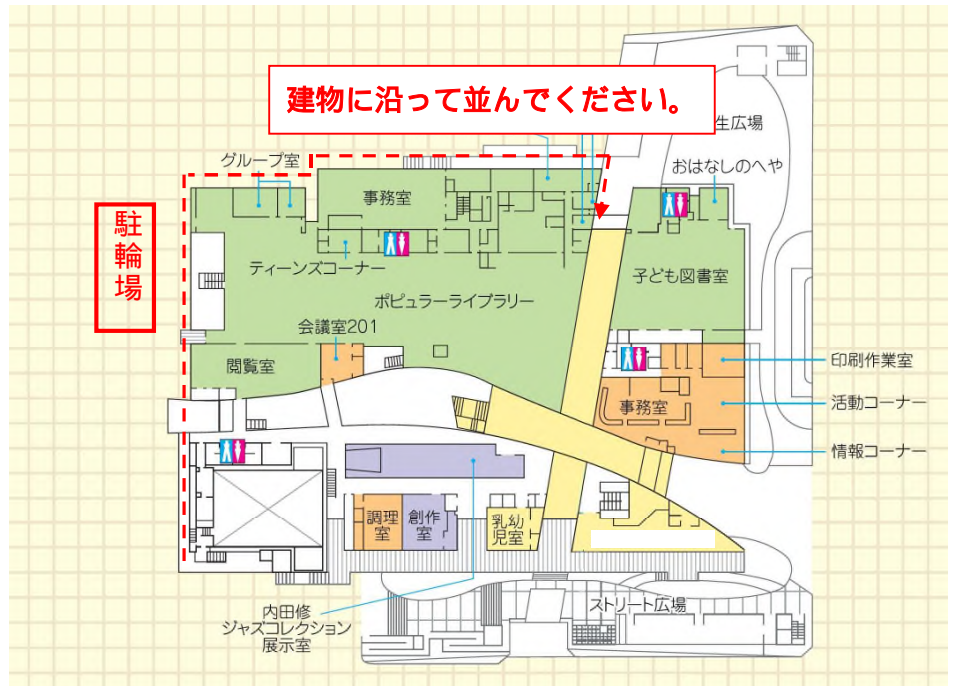 建物に沿って並んでください。
生広場
グループ室
おはなしのへや
事務室
駐輪場
ティーンズコーナー
子ども図書室
ポピュラーライブラリー
会議室201
閲覧室
印刷作業室
事務室
活動コーナー
情報コーナー
調理室
創作室
乳幼児室
内田修
ジャズコレクション
展示室
ストリート広場